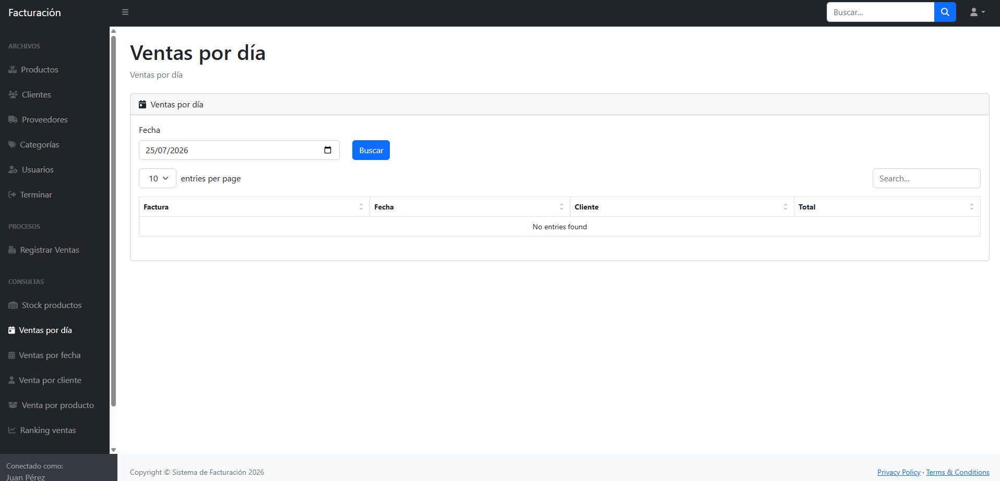 Facturación
Buscar...
ARCHIVOS
Productos
Clientes
Proveedores
Categorías
Usuarios
Terminar
PROCESOS
Registrar Ventas
CONSULTAS
Stock productos
Ventas por día
Ventas por fecha
Venta por cliente
Venta por producto
Ranking ventas
Conectado como:
Juan Pérez
Ventas por día
Ventas por día
Ventas por día
Fecha
25/07/2026
Buscar
10 entries per page
Search...
Factura Fecha Cliente Total
No entries found
Copyright © Sistema de Facturación 2026
Privacy Policy · Terms & Conditions